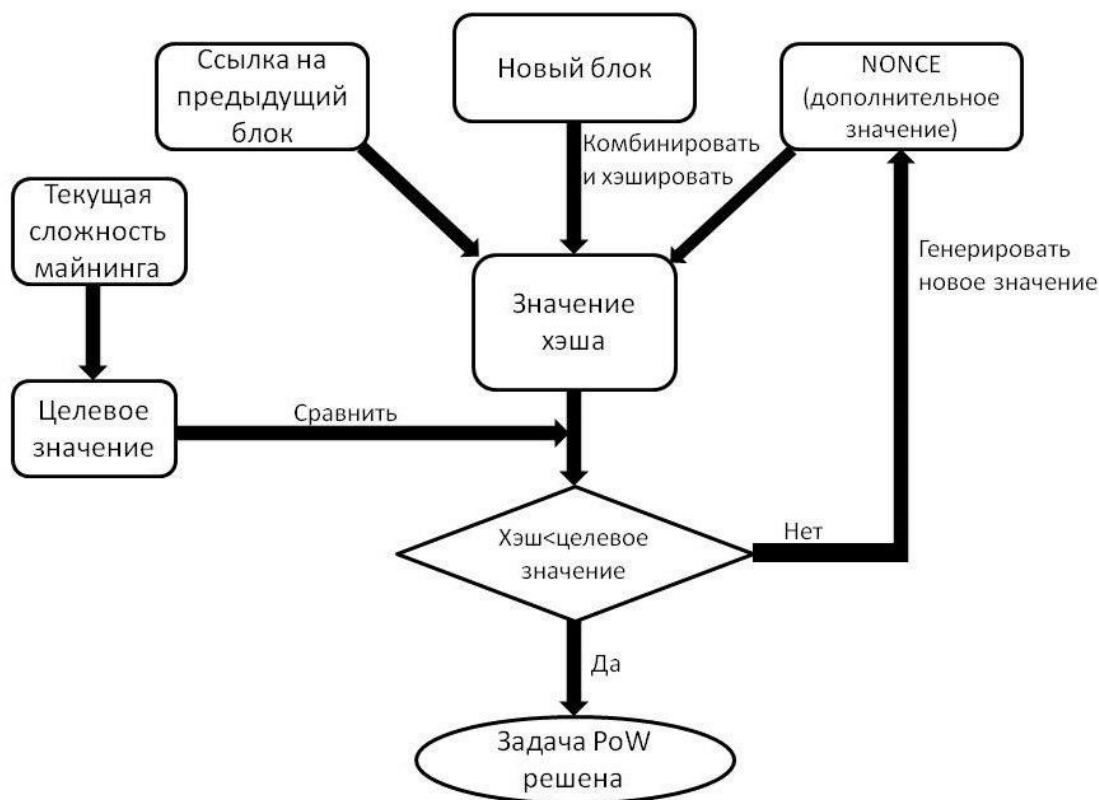 Ссылка на
предыдущий
блок
Новый блок
NONCE
(дополнительное
значение)
Комбинировать
и хэшировать
Текущая
сложность
майнинга
Генерировать
новое значение
Значение
хэша
Целевое
значение
Сравнить
Хэш<целевое
значение
Нет
Да
Задача PoW
решена